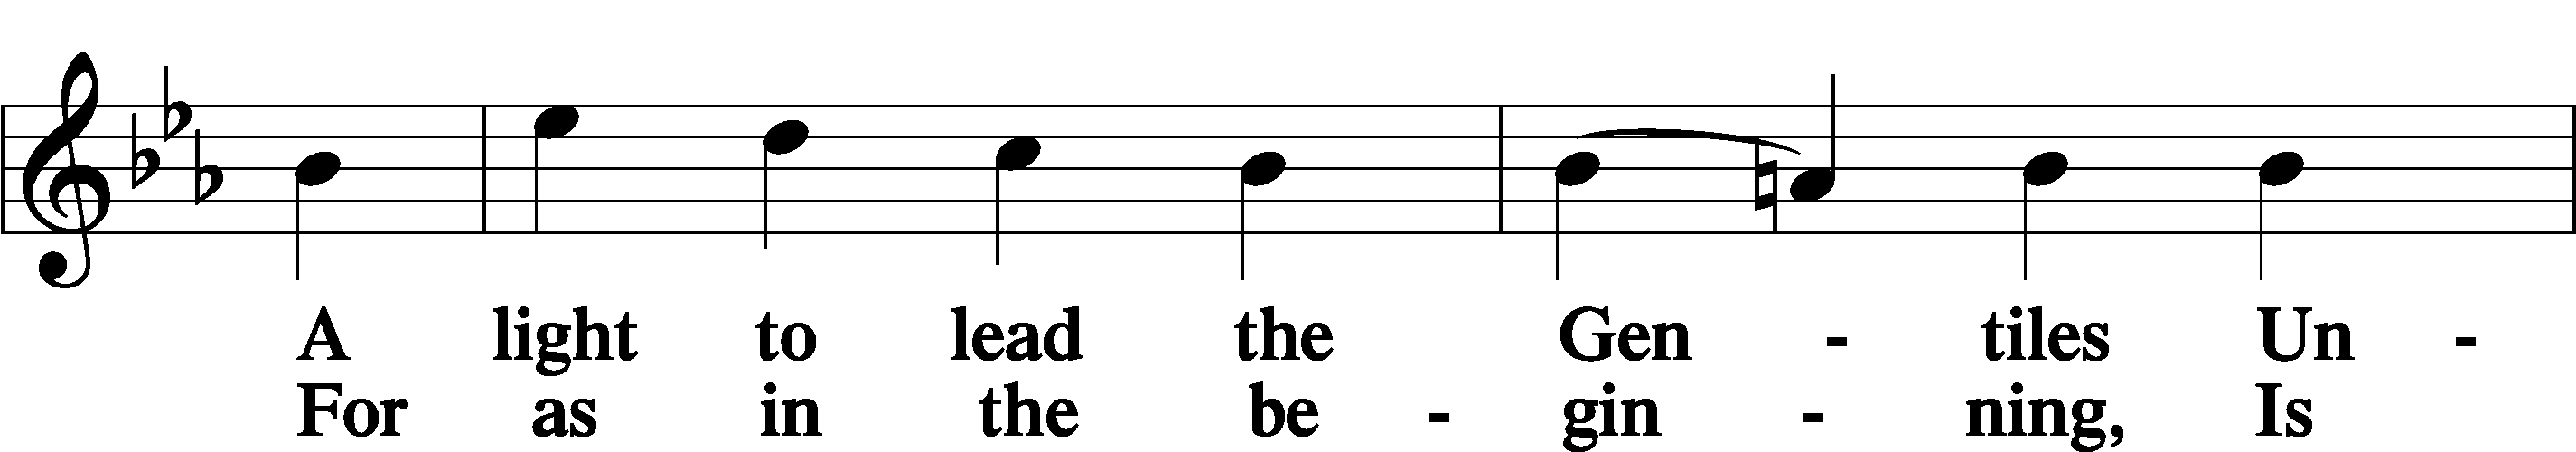 A light to lead the Gen - tiles Un -
For as in the be - gin - ning, Is